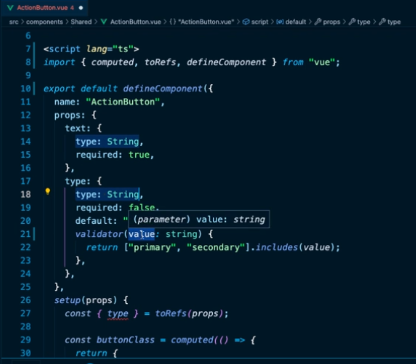 ActionButton.vue 4
src > components > Shared > ActionButton.vue > {} "ActionButton.vue" > script > default > props > type > type
6
7 <script lang="ts">
8 import { computed, toRefs, defineComponent } from "vue";
9
10 export default defineComponent({
11 name: "ActionButton",
12 props: {
13 text: {
14 type: String,
15 required: true,
16 },
17 type: {
18 type: String,
19 required: false,
20 default: "
(parameter) value: string
21 validator(value: string) {
22 return ["primary", "secondary"].includes(value);
23 },
24 },
25 },
26 setup(props) {
27 const { type } = toRefs(props);
28
29 const buttonClass = computed(() => {
30 return {